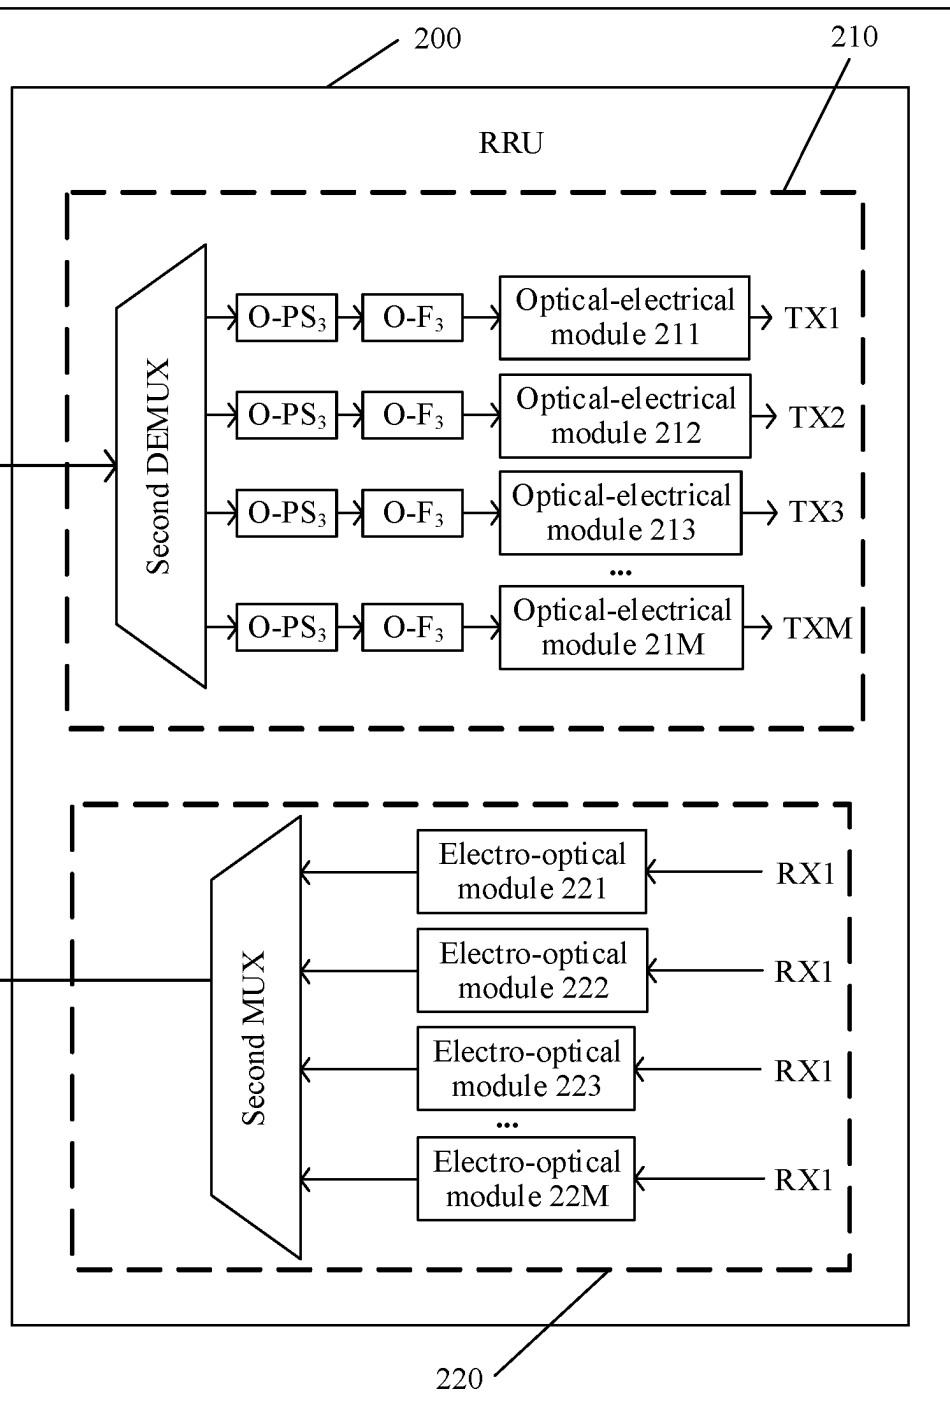 200
210
RRU
Second DEMUX
O-PS3
O-F3
Optical-electrical
module 211
TX1
O-PS3
O-F3
Optical-electrical
module 212
TX2
O-PS3
O-F3
Optical-electrical
module 213
TX3
...
O-PS3
O-F3
Optical-electrical
module 21M
TXM
Second MUX
Electro-optical
module 221
RX1
Electro-optical
module 222
RX1
Electro-optical
module 223
RX1
...
Electro-optical
module 22M
RX1
220